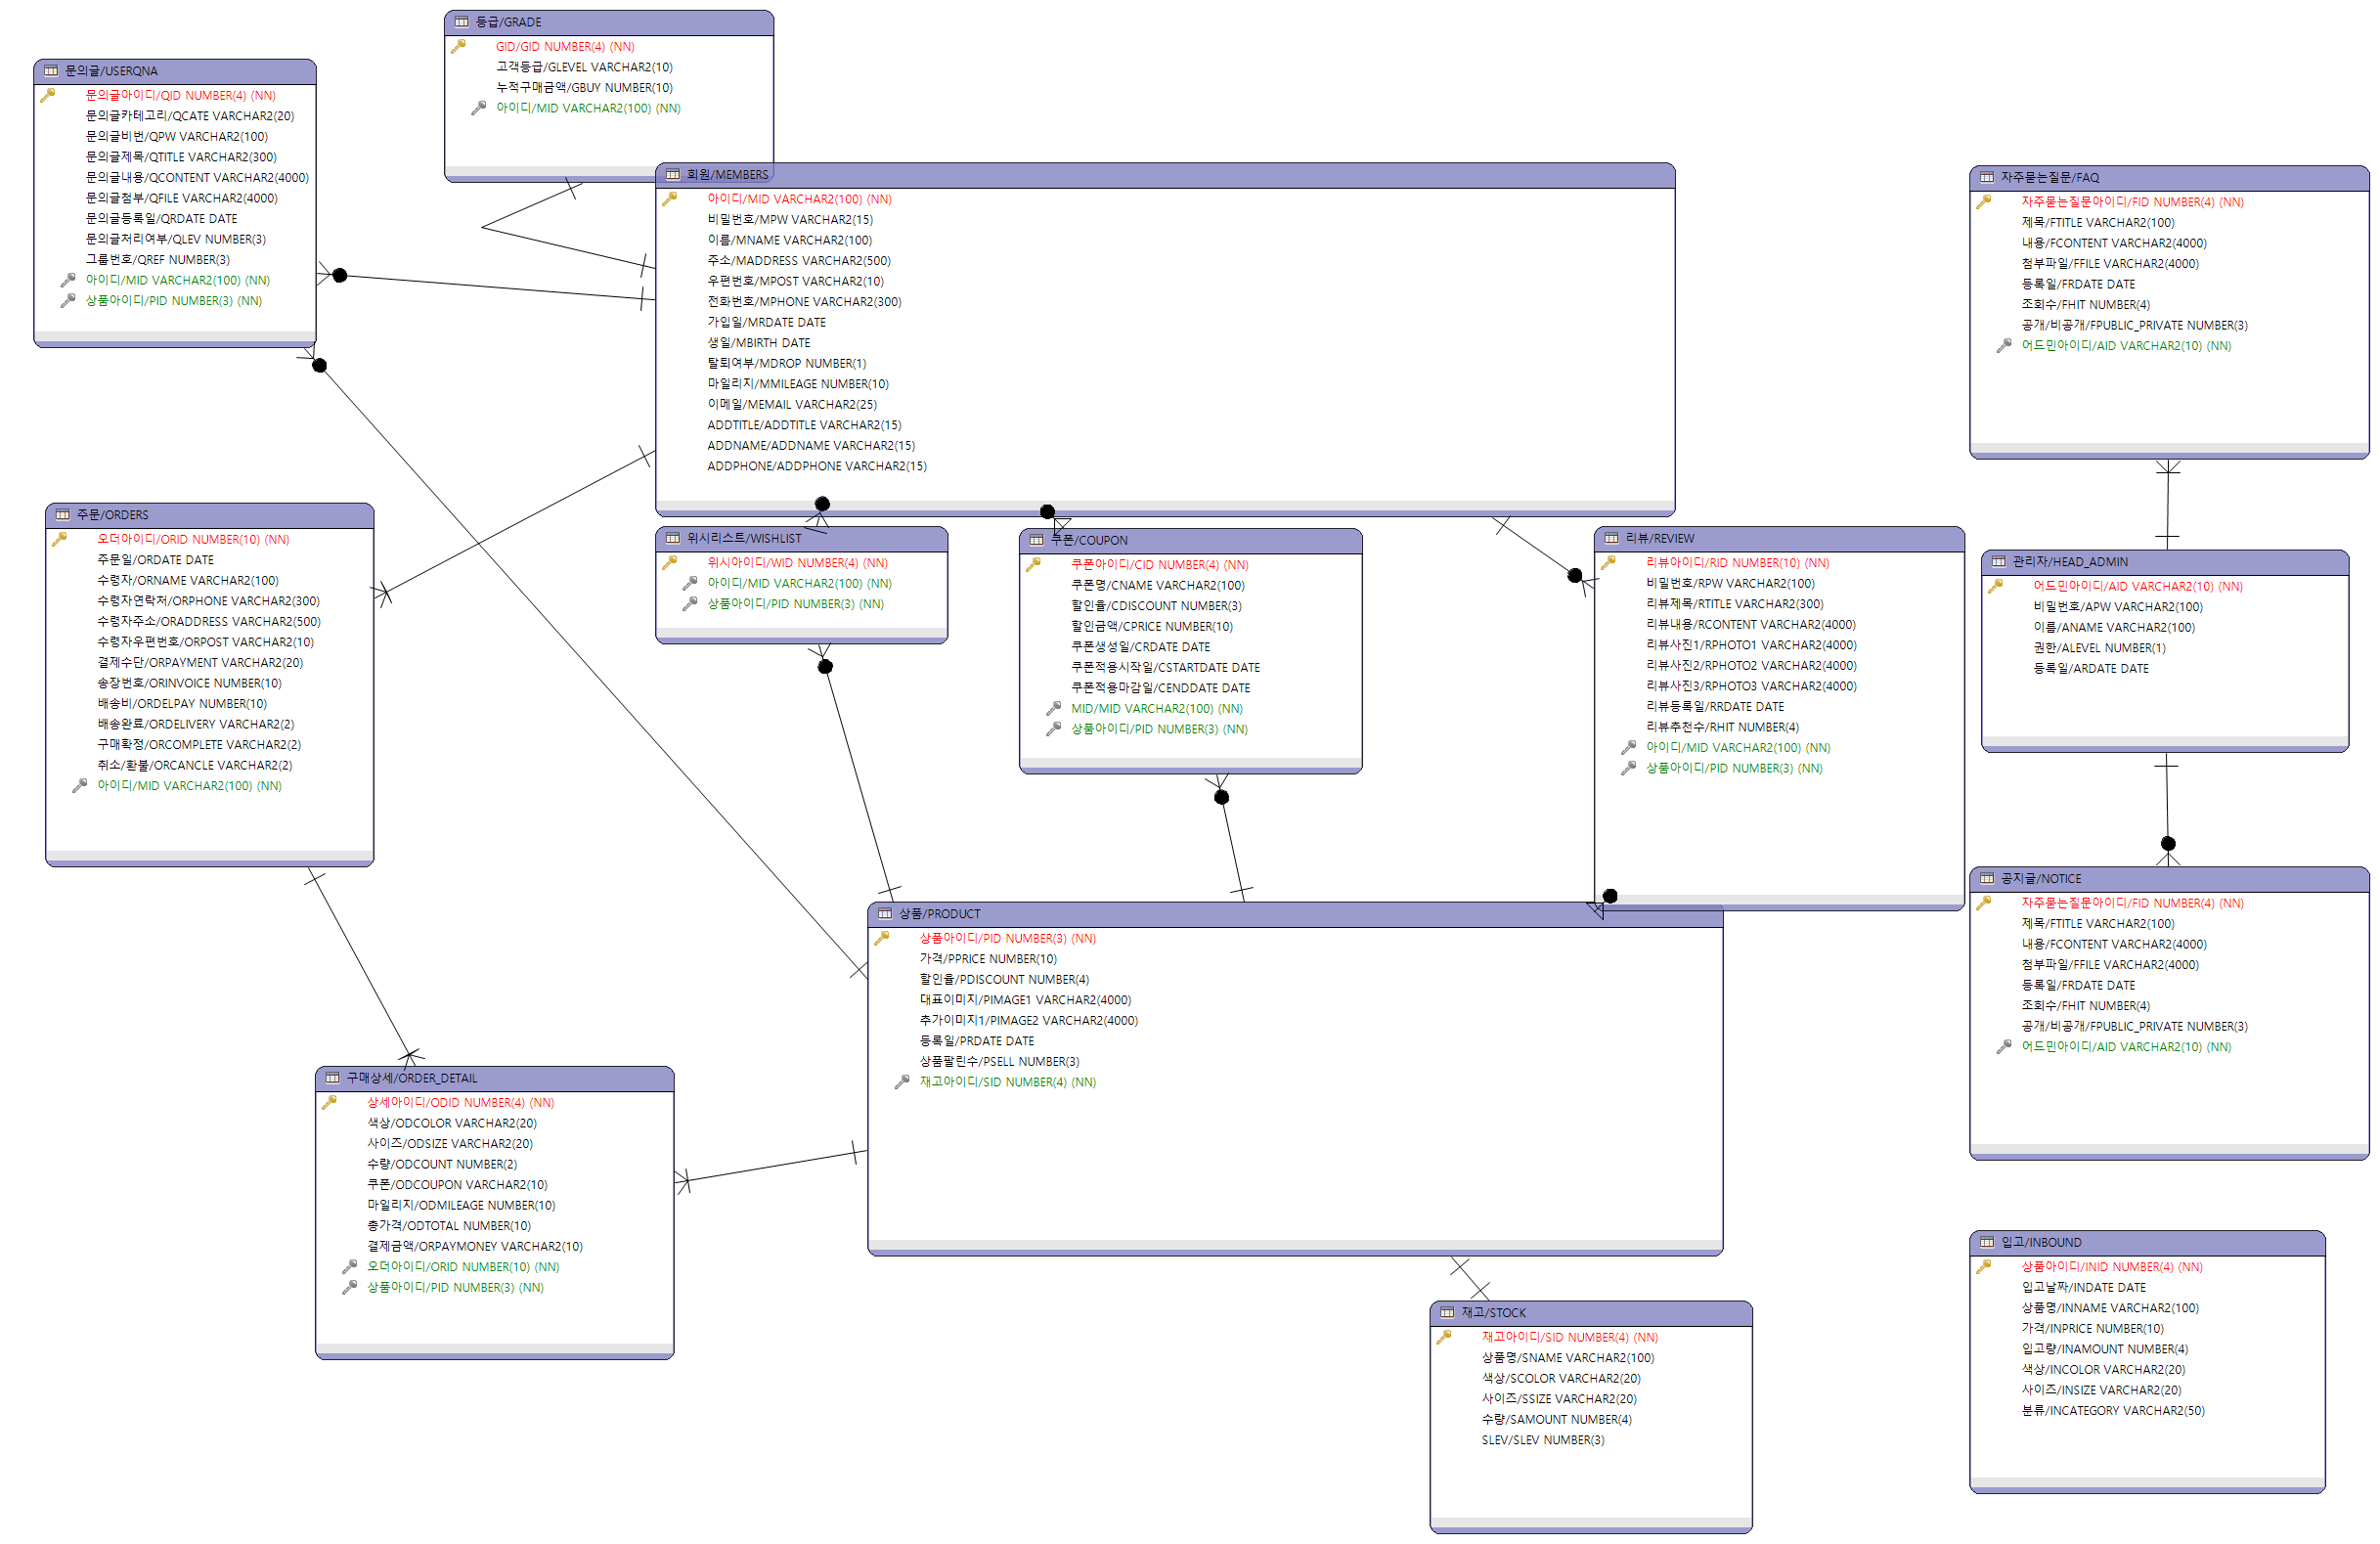 등급/GRADE
GID/GID NUMBER(4) (NN)
고객등급/GLEVEL VARCHAR2(10)
누적구매금액/GBUY NUMBER(10)
아이디/MID VARCHAR2(100) (NN)
문의글/USERQNA
문의글아이디/QID NUMBER(4) (NN)
문의글카테고리/QCATE VARCHAR2(20)
문의글비번/QPW VARCHAR2(100)
문의글제목/QTITLE VARCHAR2(300)
문의글내용/QCONTENT VARCHAR2(4000)
문의글첨부/QFILE VARCHAR2(4000)
문의글등록일/QRDATE DATE
문의글처리여부/QLEV NUMBER(3)
그룹번호/QREF NUMBER(3)
아이디/MID VARCHAR2(100) (NN)
상품아이디/PID NUMBER(3) (NN)
회원/MEMBERS
아이디/MID VARCHAR2(100) (NN)
비밀번호/MPW VARCHAR2(15)
이름/MNAME VARCHAR2(100)
주소/MADDRESS VARCHAR2(500)
우편번호/MPOST VARCHAR2(10)
전화번호/MPHONE VARCHAR2(300)
가입일/MRDATE DATE
생일/MBIRTH DATE
탈퇴여부/MDROP NUMBER(1)
마일리지/MMILEAGE NUMBER(10)
이메일/MEMAIL VARCHAR2(25)
ADDTITLE/ADDTITLE VARCHAR2(15)
ADDNAME/ADDNAME VARCHAR2(15)
ADDPHONE/ADDPHONE VARCHAR2(15)
자주묻는질문/FAQ
자주묻는질문아이디/FID NUMBER(4) (NN)
제목/FTITLE VARCHAR2(100)
내용/FCONTENT VARCHAR2(4000)
첨부파일/FFILE VARCHAR2(4000)
등록일/FRDATE DATE
조회수/FHIT NUMBER(4)
공개/비공개/FPUBLIC_PRIVATE NUMBER(3)
어드민아이디/AID VARCHAR2(10) (NN)
주문/ORDERS
오더아이디/ORID NUMBER(10) (NN)
주문일/ORDATE DATE
수령자/ORNAME VARCHAR2(100)
수령자연락처/ORPHONE VARCHAR2(300)
수령자주소/ORADDRESS VARCHAR2(500)
수령자우편번호/ORPOST VARCHAR2(10)
결제수단/ORPAYMENT VARCHAR2(20)
송장번호/ORINVOICE NUMBER(10)
배송비/ORDELPAY NUMBER(10)
배송완료/ORDELIVERY VARCHAR2(2)
구매확정/ORCOMPLETE VARCHAR2(2)
취소/환불/ORCANCLE VARCHAR2(2)
아이디/MID VARCHAR2(100) (NN)
위시리스트/WISHLIST
위시아이디/WID NUMBER(4) (NN)
아이디/MID VARCHAR2(100) (NN)
상품아이디/PID NUMBER(3) (NN)
쿠폰/COUPON
쿠폰아이디/CID NUMBER(4) (NN)
쿠폰명/CNAME VARCHAR2(100)
할인율/CDISCOUNT NUMBER(3)
할인금액/CPRICE NUMBER(10)
쿠폰생성일/CRDATE DATE
쿠폰적용시작일/CSTARTDATE DATE
쿠폰적용마감일/CENDDATE DATE
MID/MID VARCHAR2(100) (NN)
상품아이디/PID NUMBER(3) (NN)
리뷰/REVIEW
리뷰아이디/RID NUMBER(10) (NN)
비밀번호/RPW VARCHAR2(100)
리뷰제목/RTITLE VARCHAR2(300)
리뷰내용/RCONTENT VARCHAR2(4000)
리뷰사진1/RPHOTO1 VARCHAR2(4000)
리뷰사진2/RPHOTO2 VARCHAR2(4000)
리뷰사진3/RPHOTO3 VARCHAR2(4000)
리뷰등록일/RRDATE DATE
리뷰추천수/RHIT NUMBER(4)
아이디/MID VARCHAR2(100) (NN)
상품아이디/PID NUMBER(3) (NN)
관리자/HEAD_ADMIN
어드민아이디/AID VARCHAR2(10) (NN)
비밀번호/APW VARCHAR2(100)
이름/ANAME VARCHAR2(100)
권한/ALEVEL NUMBER(1)
등록일/ARDATE DATE
공지글/NOTICE
자주묻는질문아이디/FID NUMBER(4) (NN)
제목/FTITLE VARCHAR2(100)
내용/FCONTENT VARCHAR2(4000)
첨부파일/FFILE VARCHAR2(4000)
등록일/FRDATE DATE
조회수/FHIT NUMBER(4)
공개/비공개/FPUBLIC_PRIVATE NUMBER(3)
어드민아이디/AID VARCHAR2(10) (NN)
상품/PRODUCT
상품아이디/PID NUMBER(3) (NN)
가격/PPRICE NUMBER(10)
할인율/PDISCOUNT NUMBER(4)
대표이미지/PIMAGE1 VARCHAR2(4000)
추가이미지1/PIMAGE2 VARCHAR2(4000)
등록일/PRDATE DATE
상품팔린수/PSELL NUMBER(3)
재고아이디/SID NUMBER(4) (NN)
구매상세/ORDER_DETAIL
상세아이디/ODID NUMBER(4) (NN)
색상/ODCOLOR VARCHAR2(20)
사이즈/ODSIZE VARCHAR2(20)
수량/ODCOUNT NUMBER(2)
쿠폰/ODCOUPON VARCHAR2(10)
마일리지/ODMILEAGE NUMBER(10)
총가격/ODTOTAL NUMBER(10)
결제금액/ORPAYMONEY VARCHAR2(10)
오더아이디/ORID NUMBER(10) (NN)
상품아이디/PID NUMBER(3) (NN)
재고/STOCK
재고아이디/SID NUMBER(4) (NN)
상품명/SNAME VARCHAR2(100)
색상/SCOLOR VARCHAR2(20)
사이즈/SSIZE VARCHAR2(20)
수량/SAMOUNT NUMBER(4)
SLEV/SLEV NUMBER(3)
입고/INBOUND
상품아이디/INID NUMBER(4) (NN)
입고날짜/INDATE DATE
상품명/INNAME VARCHAR2(100)
가격/INPRICE NUMBER(10)
입고량/INAMOUNT NUMBER(4)
색상/INCOLOR VARCHAR2(20)
사이즈/INSIZE VARCHAR2(20)
분류/INCATEGORY VARCHAR2(50)